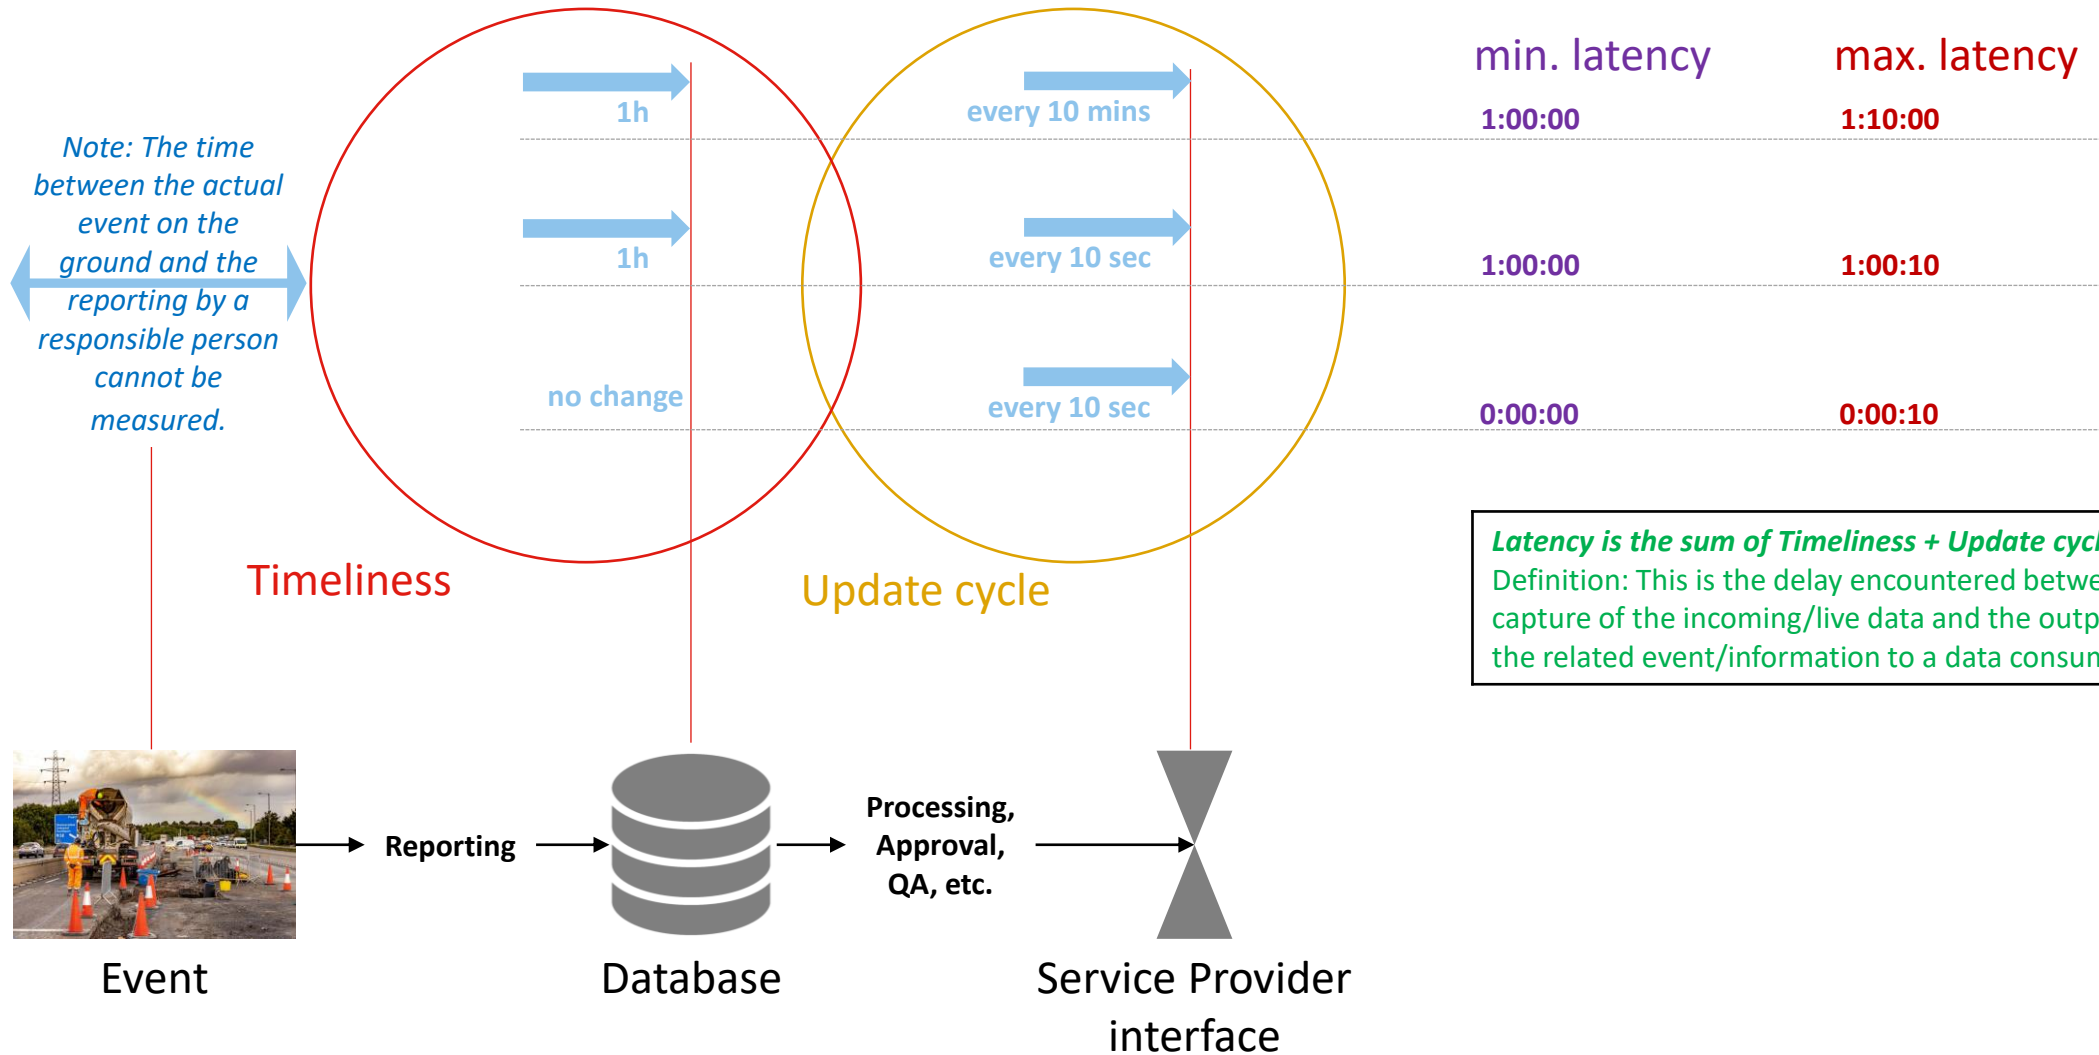 min. latency
max. latency
1h
every 10 mins
1:00:00
1:10:00
Note: The time
between the actual
event on the
ground and the
reporting by a
responsible person
cannot be
measured.
1h
every 10 sec
1:00:00
1:00:10
no change
every 10 sec
0:00:00
0:00:10
Timeliness
Update cycle
Latency is the sum of Timeliness + Update
Definition: This is the delay encountered
capture of the incoming/live data and the
the related event/information to a data
Reporting
Processing,
Approval,
QA, etc.
Event
Database
Service Provider
interface